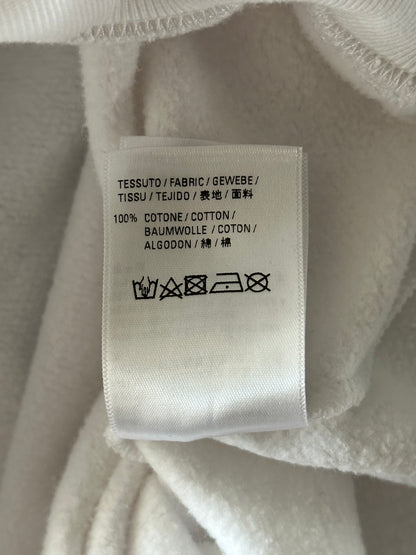 TESSUTO / FABRIC / GEWEBE /
TISSU / TEJIDO / 表地 / 面料
100% COTONE / COTTON /
BAUMWOLLE / COTON /
ALGODON / 綿 / 棉